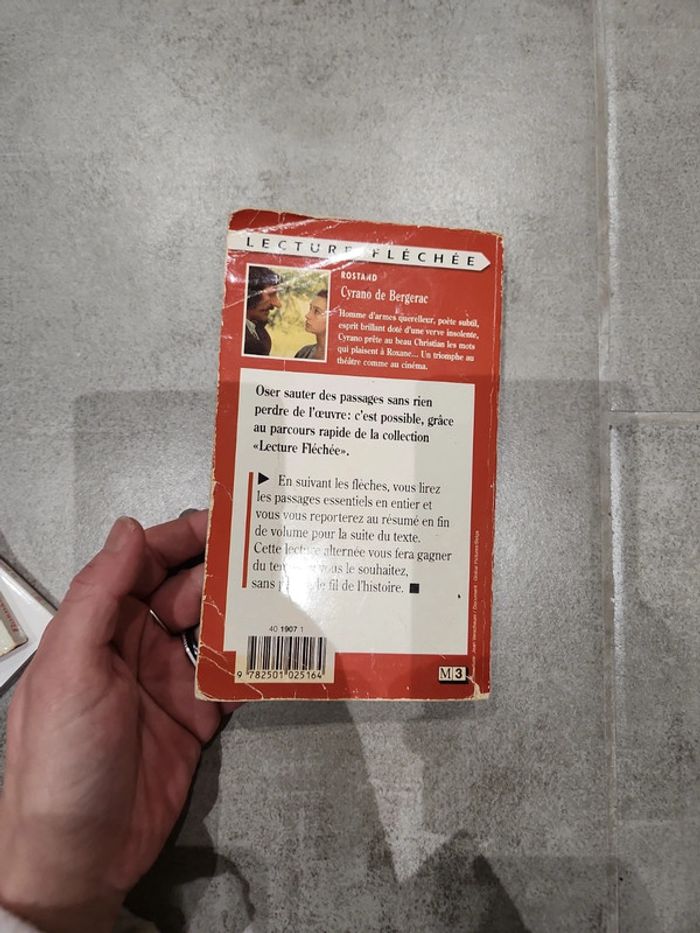 LECTURE FLÉCHÉE
ROSTAND
Cyrano de Bergerac
Homme d'armes querelleur, poète subtil,
esprit brillant doté d'une verve insolente,
Cyrano prête au beau Christian les mots
qui plaisent à Roxane... Un triomphe au
théâtre comme au cinéma.
Oser sauter des passages sans rien
perdre de l'œuvre: c'est possible, grâce
au parcours rapide de la collection
«Lecture Fléchée».
En suivant les flèches, vous lirez
les passages essentiels en entier et
vous vous reporterez au résumé en fin
de volume pour la suite du texte.
Cette lecture alternée vous fera gagner
du vous le souhaitez,
sans le fil de l'histoire.
40 1907 1
9 782501 025164
M3